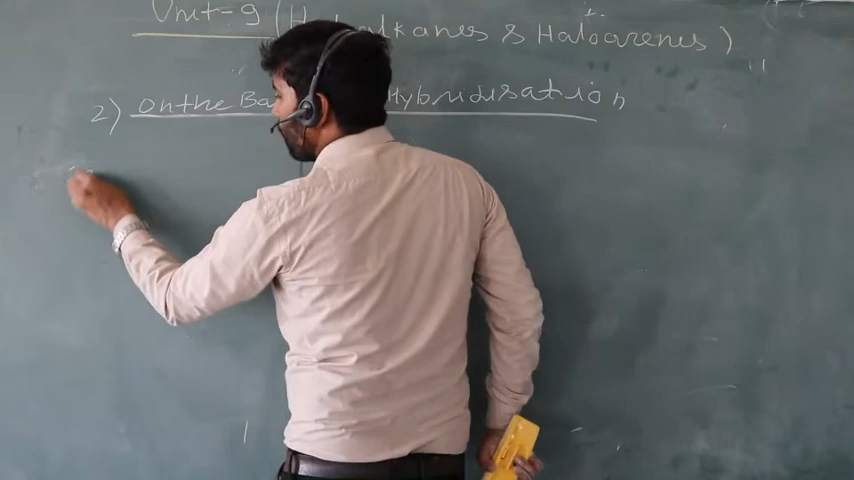 Unit-9 (H alkanes & Haloarenes)
2) on the Ba Hybridisation